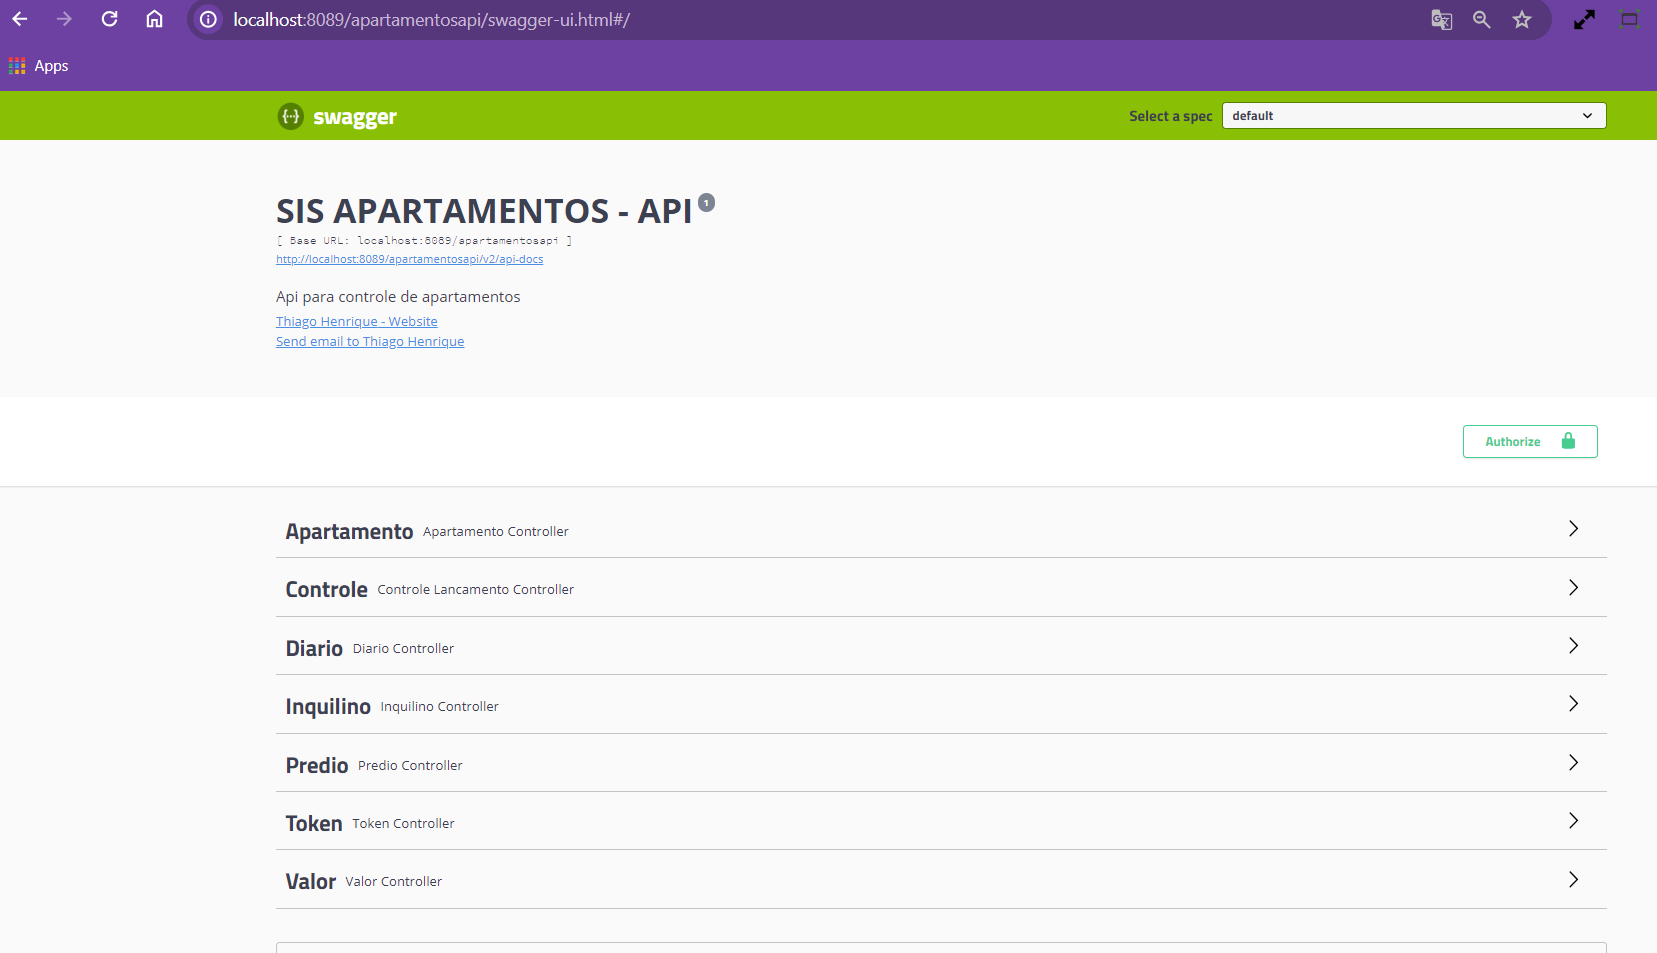 localhost:8089/apartamentosapi/swagger-ui.html#/
Apps
swagger
Select a spec default
SIS APARTAMENTOS - API 1
[ Base URL: localhost:8089/apartamentosapi ]
http://localhost:8089/apartamentosapi/v2/api-docs
Api para controle de apartamentos
Thiago Henrique - Website
Send email to Thiago Henrique
Authorize
Apartamento Apartamento Controller
Controle Controle Lancamento Controller
Diario Diario Controller
Inquilino Inquilino Controller
Predio Predio Controller
Token Token Controller
Valor Valor Controller